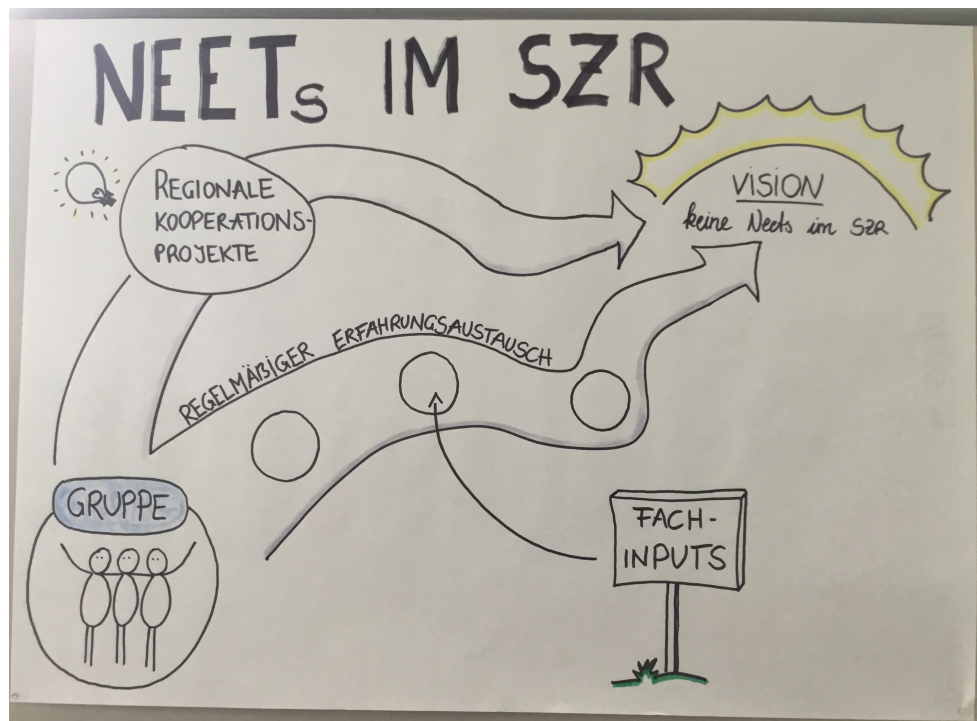 NEETs IM SZR
REGIONALE
KOOPERATIONS-
PROJEKTE
VISION
keine Neets im SZR
REGELMÄßIGER ERFAHRUNGSAUSTAUSCH
GRUPPE
FACH-
INPUTS